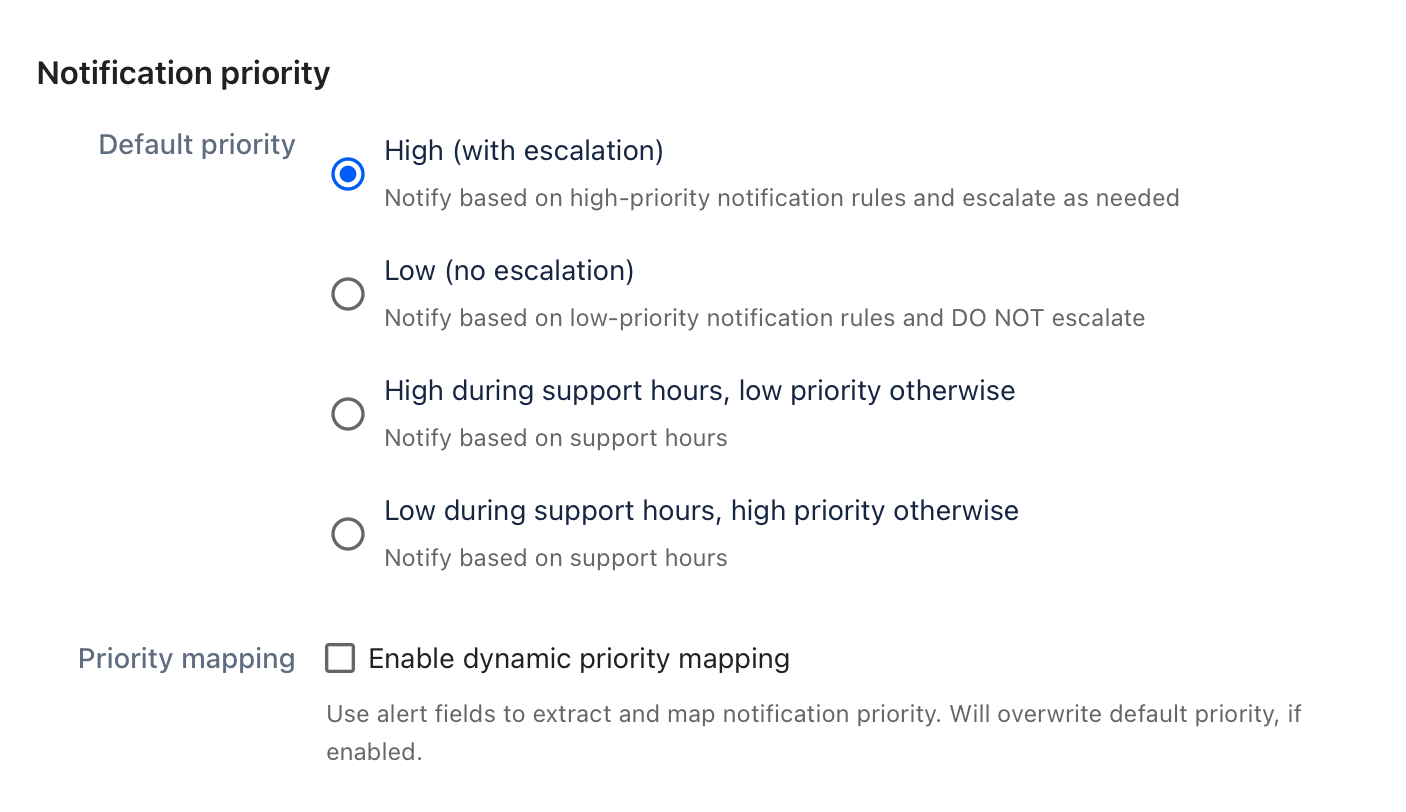 Notification priority
Default priority
High (with escalation)
Notify based on high-priority notification rules and escalate as needed
Low (no escalation)
Notify based on low-priority notification rules and DO NOT escalate
High during support hours, low priority otherwise
Notify based on support hours
Low during support hours, high priority otherwise
Notify based on support hours
Priority mapping
Enable dynamic priority mapping
Use alert fields to extract and map notification priority. Will overwrite default priority, if
enabled.